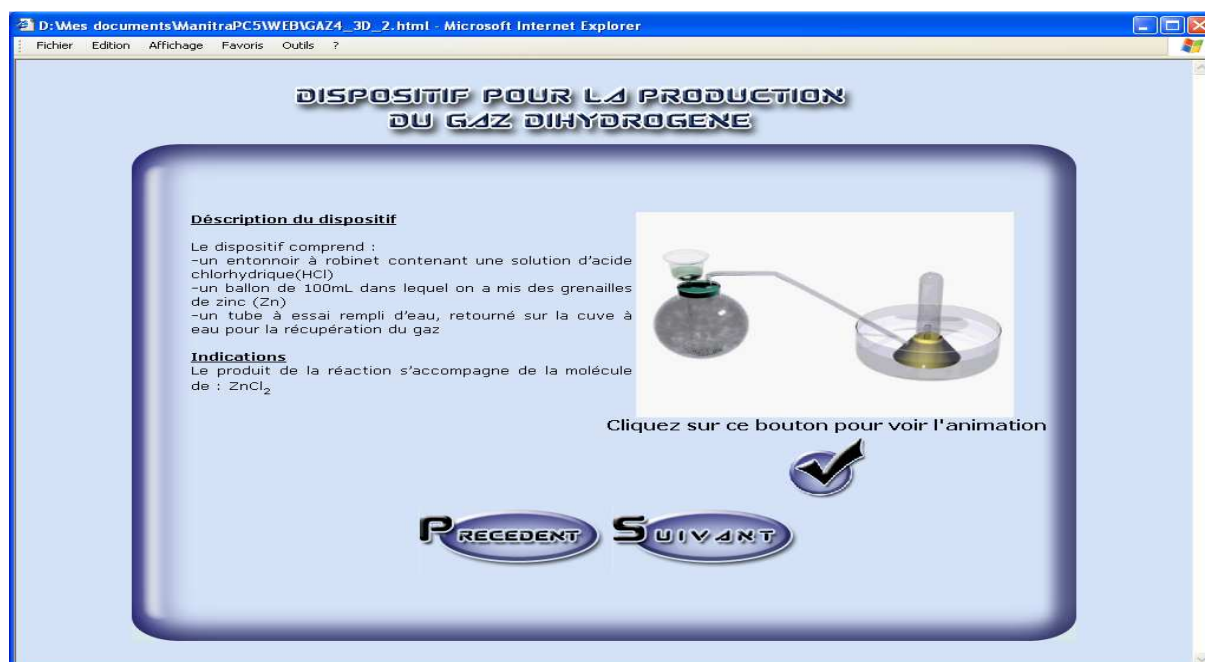 D:\Mes documents\ManitraPC5\WEB\GAZ4_3D_2.html - Microsoft Internet Explorer
Fichier Edition Affichage Favoris Outils ?
DISPOSITIF POUR LA PRODUCTION
DU GAZ DIHYDROGENE
Déscription du dispositif
Le dispositif comprend :
-un entonnoir à robinet contenant une solution d'acide
chlorhydrique(HCl)
-un ballon de 100mL dans lequel on a mis des grenailles
de zinc (Zn)
-un tube à essai rempli d'eau, retourné sur la cuve à
eau pour la récupération du gaz
Indications
Le produit de la réaction s'accompagne de la molécule
de : ZnCl₂
Cliquez sur ce bouton pour voir l'animation
PRECEDENT SUIVANT